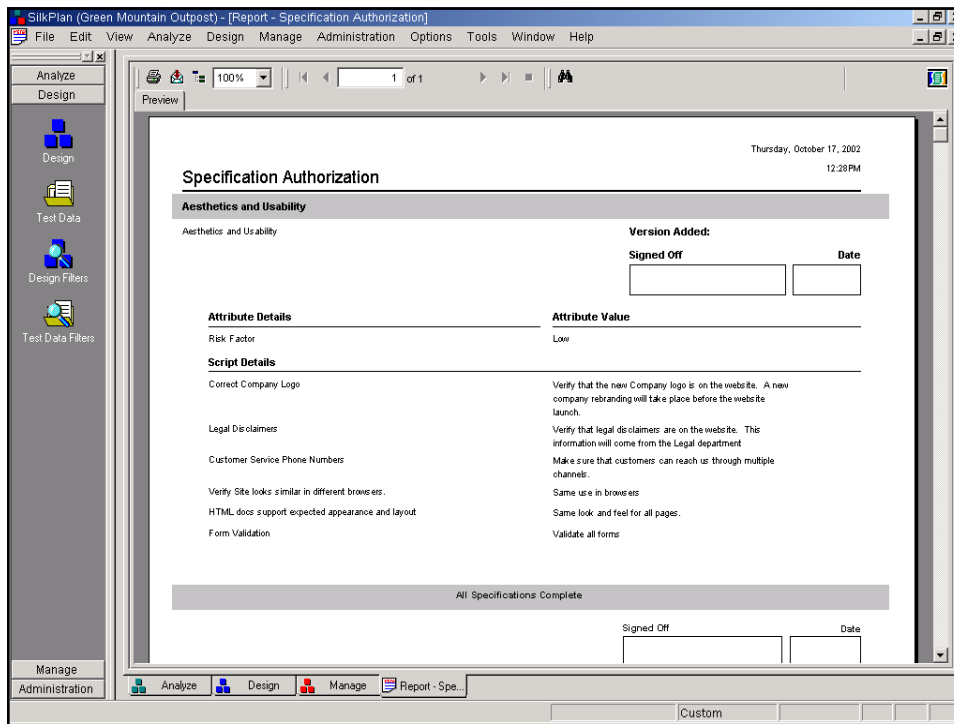 SilkPlan (Green Mountain Outpost) - [Report - Specification Authorization]
File Edit View Analyze Design Manage Administration Options Tools Window Help
Analyze
Design
Design
Test Data
Design Filters
Test Data Filters
Manage
Administration
100% 1 of 1
Preview
Thursday, October 17, 2002
12:28PM
Specification Authorization
Aesthetics and Usability
Aesthetics and Usability Version Added:
Signed Off Date
Attribute Details Attribute Value
Risk Factor Low
Script Details
Correct Company Logo Verify that the new Company logo is on the website. A new
company rebranding will take place before the website
launch.
Legal Disclaimers Verify that legal disclaimers are on the website. This
information will come from the Legal department
Customer Service Phone Numbers Make sure that customers can reach us through multiple
channels.
Verify Site looks similar in different browsers. Same use in browsers
HTML docs support expected appearance and layout Same look and feel for all pages.
Form Validation Validate all forms
All Specifications Complete
Signed Off Date
Analyze Design Manage Report - Spe...
Custom